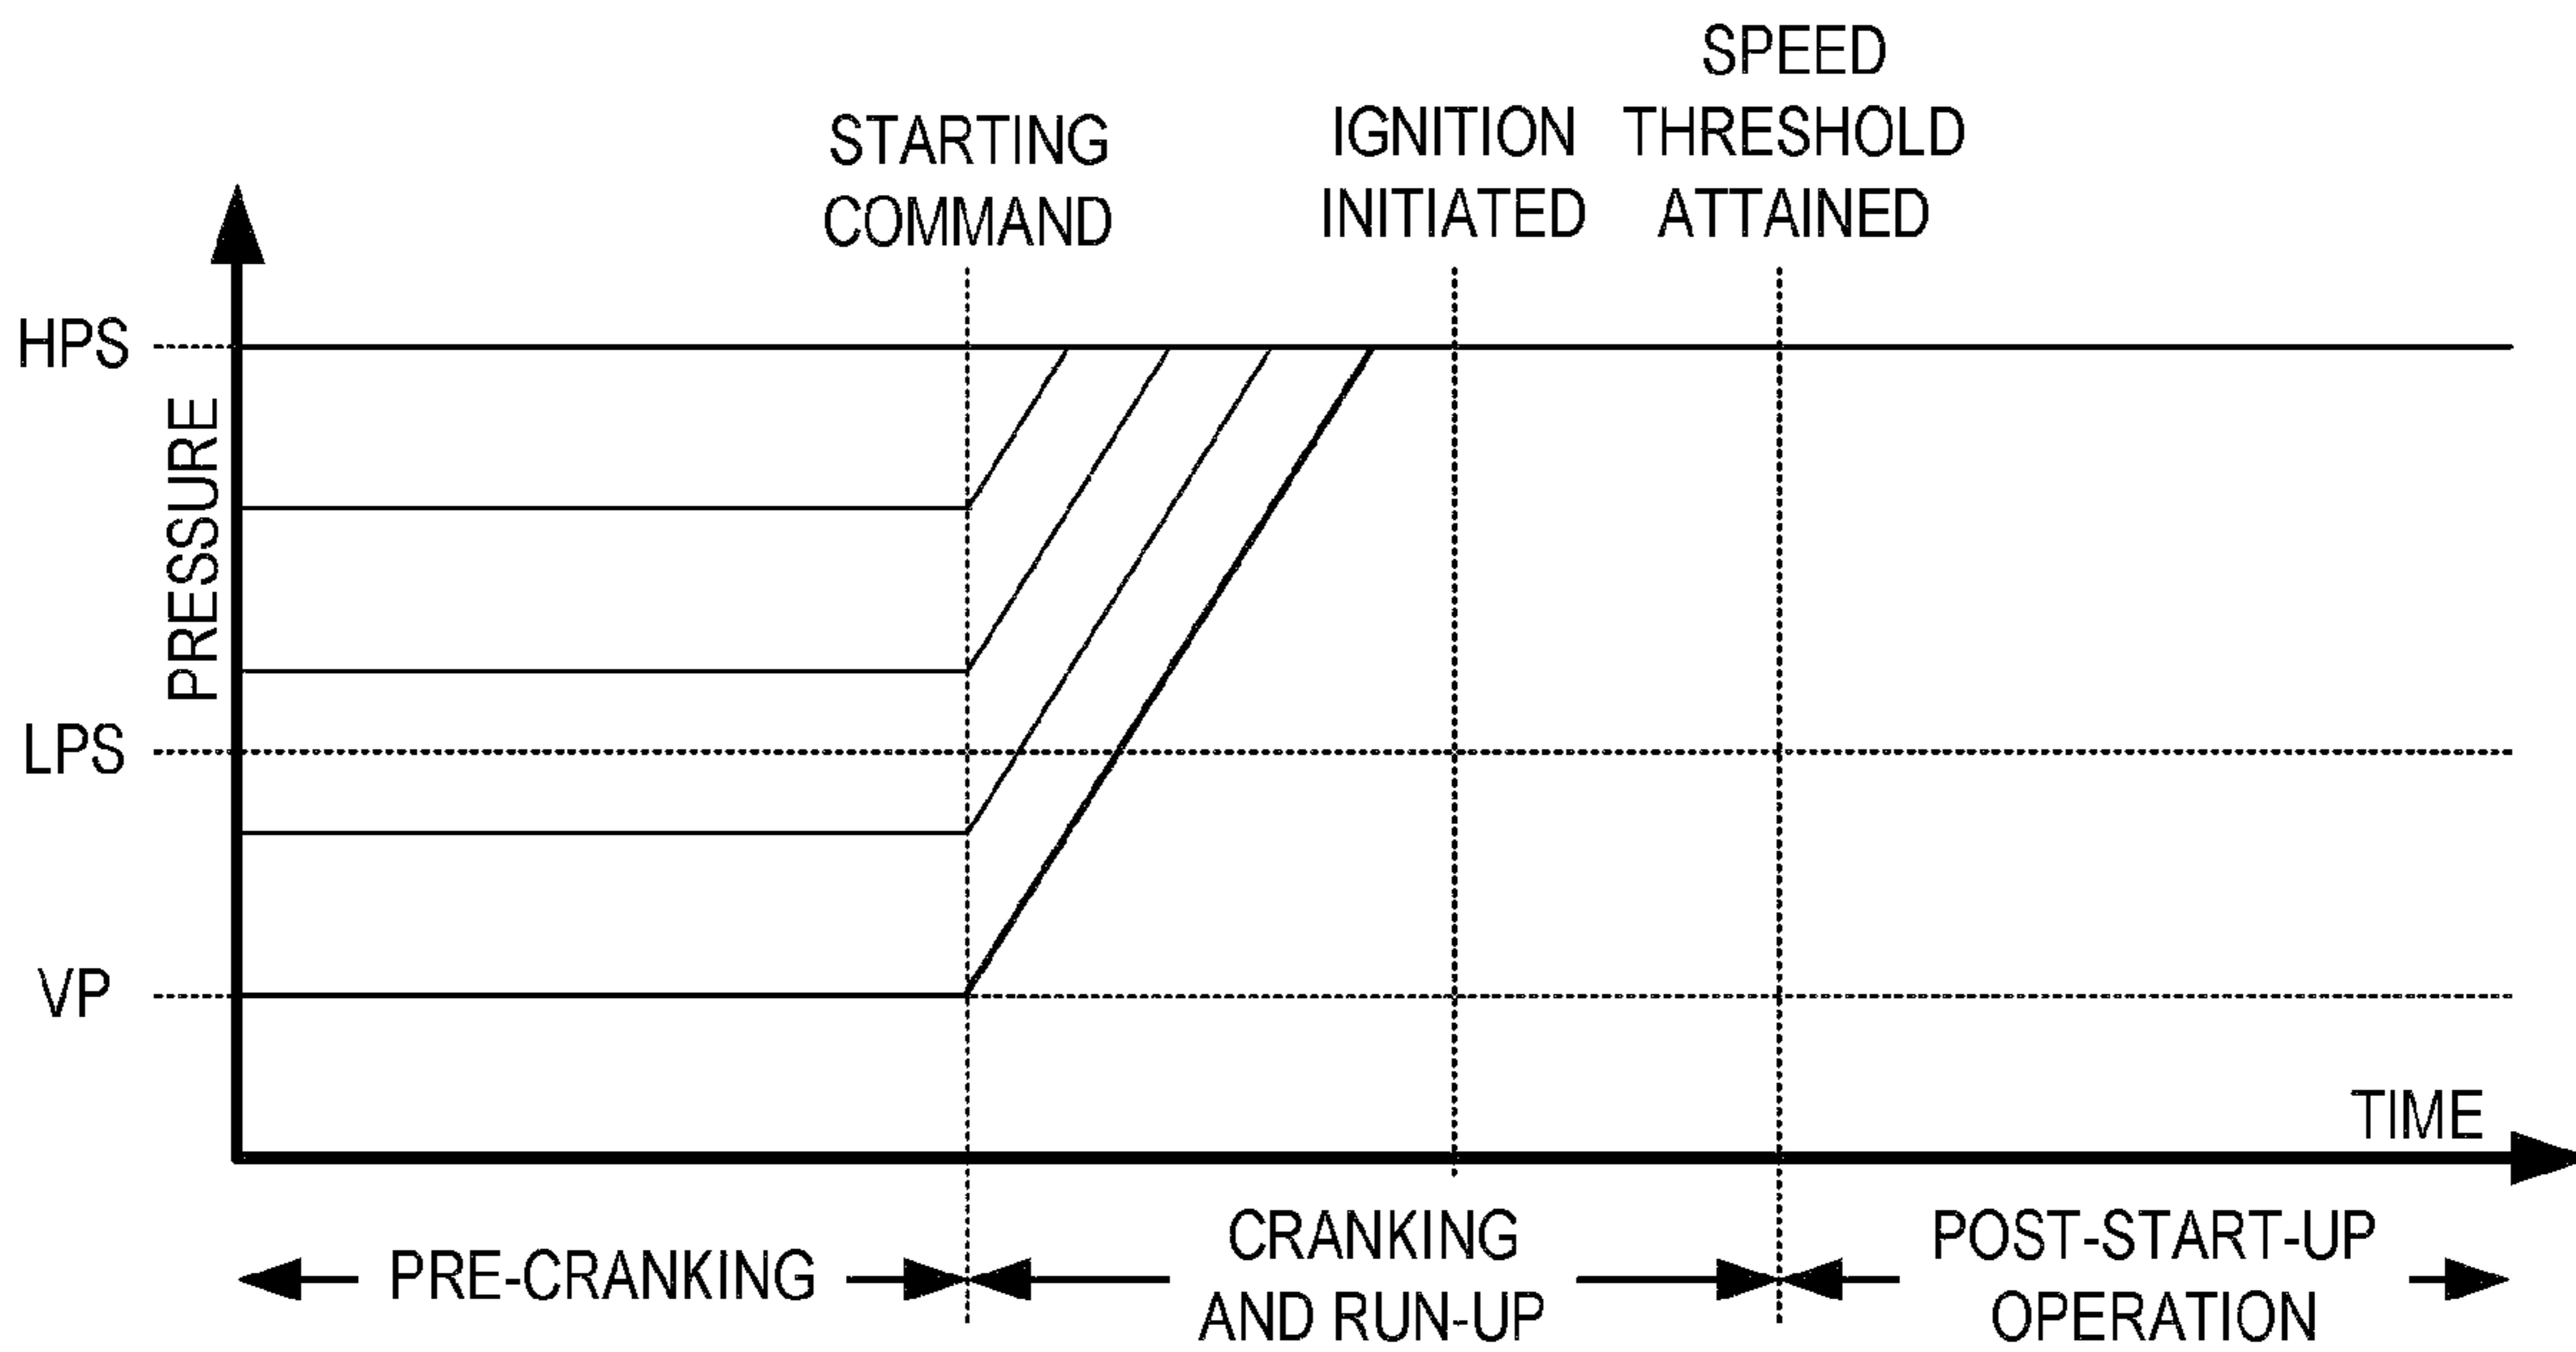 STARTING
COMMAND
IGNITION
INITIATED
SPEED
THRESHOLD
ATTAINED
HPS
PRESSURE
LPS
VP
TIME
PRE-CRANKING
CRANKING
AND RUN-UP
POST-START-UP
OPERATION